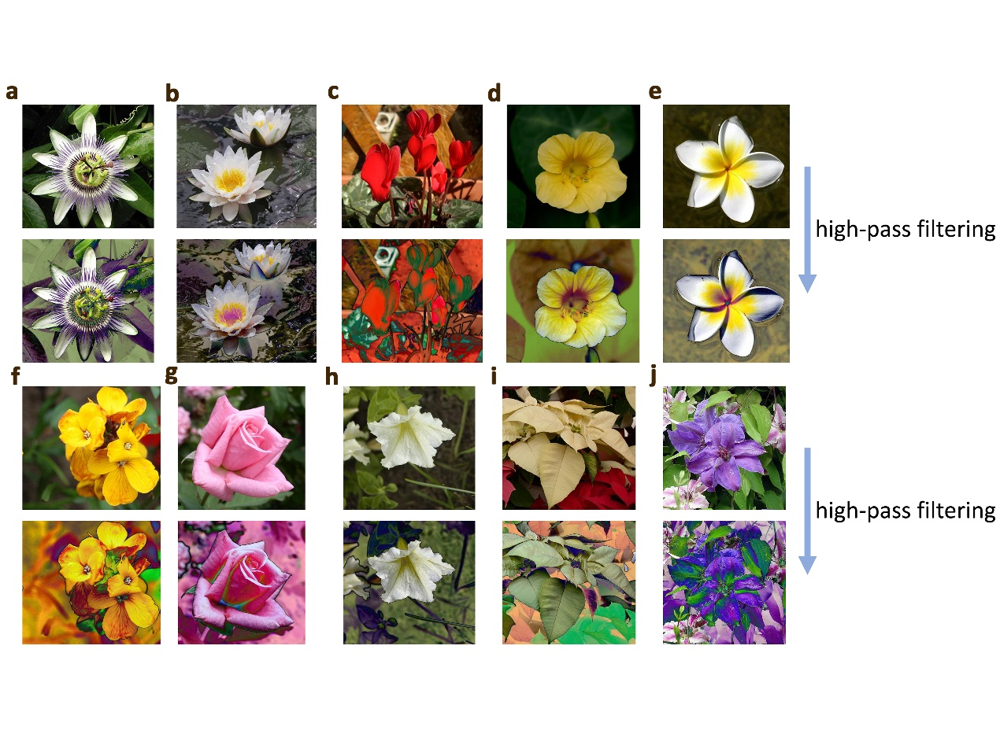 a b c d e
high-pass filtering
f g h i j
high-pass filtering